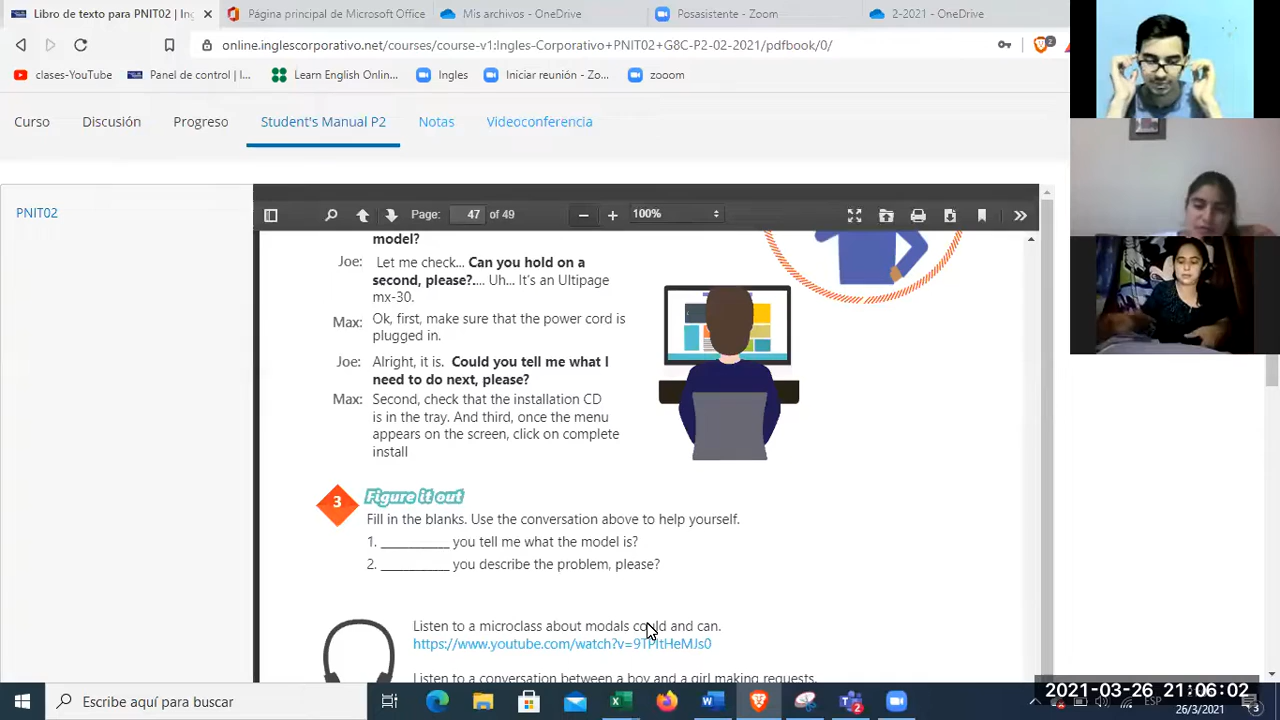 Libro de texto para PNIT02 | Ing
Página principal de Microsoft Office
Mis archivos - OneDrive
Posasistente - Zoom
2-2021 - OneDrive
online.inglescorporativo.net/courses/course-v1:Ingles-Corporativo+PNIT02+G8C-P2-02-2021/pdfbook/0/
2
clases-YouTube
Panel de control | I...
Learn English Onlin...
Ingles
Iniciar reunión - Zo...
zooom
Curso
Discusión
Progreso
Student's Manual P2
Notas
Videoconferencia
PNIT02
Page: 47 of 49
100%
model?
Joe: Let me check... Can you hold on a
second, please?.... Uh... It's an Ultipage
mx-30.
Max: Ok, first, make sure that the power cord is
plugged in.
Joe: Alright, it is. Could you tell me what I
need to do next, please?
Max: Second, check that the installation CD
is in the tray. And third, once the menu
appears on the screen, click on complete
install
3 Figure it out
Fill in the blanks. Use the conversation above to help yourself.
1. ____________ you tell me what the model is?
2. ____________ you describe the problem, please?
Listen to a microclass about modals could and can.
https://www.youtube.com/watch?v=9TPItHeMJs0
Listen to a conversation between a boy and a girl making requests.
Escribe aquí para buscar
2
ESP
2021-03-26 21:06:02
26/3/2021
3